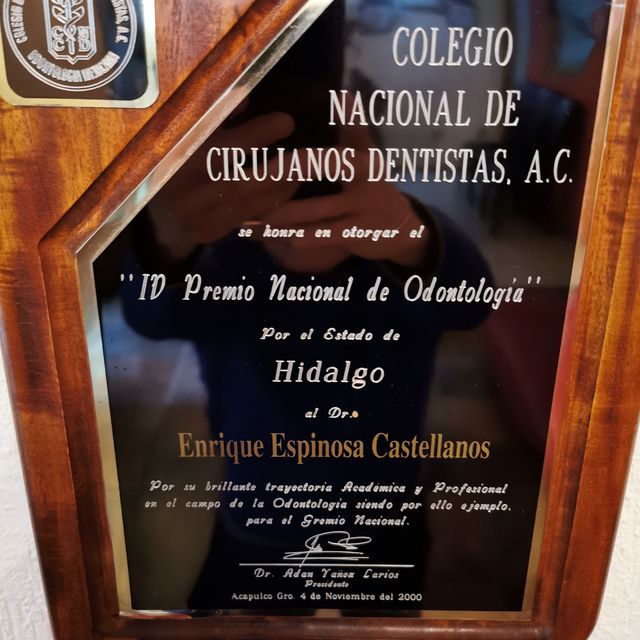 COLEGIO
NACIONAL DE
CIRUJANOS DENTISTAS, A.C.
se honra en otorgar el
"IV Premio Nacional de Odontología"
Por el Estado de
Hidalgo
al Dr.
Enrique Espinosa Castellanos
Por su brillante trayectoria Académica y Profesional
en el campo de la Odontología siendo por ello ejemplo,
para el Gremio Nacional.
Dr. Adan Yañez Larios
Presidente
Acapulco Gro. 4 de Noviembre del 2000